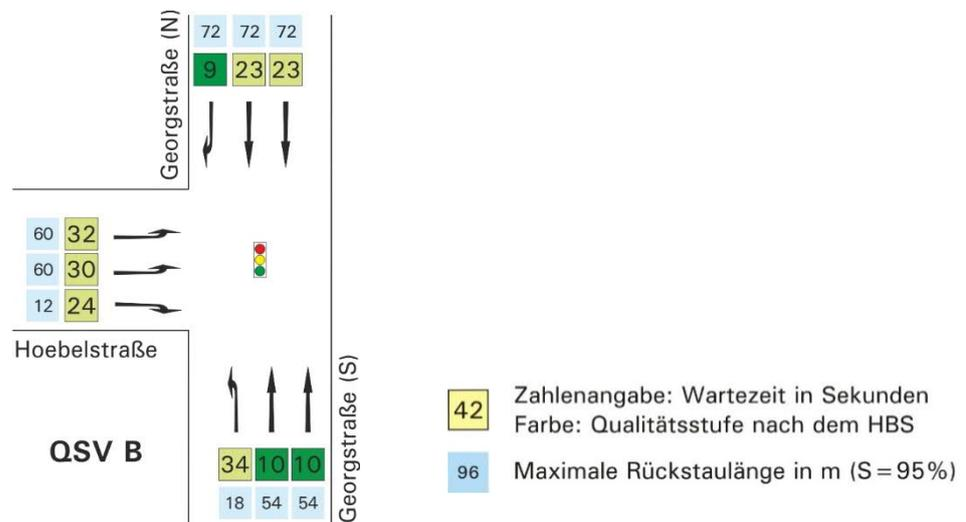 Georgstraße (N)
72 72 72
9 23 23
60 32
60 30
12 24
Hoebelstraße
QSV B
34 10 10
18 54 54
Georgstraße (S)
42 Zahlenangabe: Wartezeit in Sekunden
Farbe: Qualitätsstufe nach dem HBS
96 Maximale Rückstaulänge in m (S=95%)